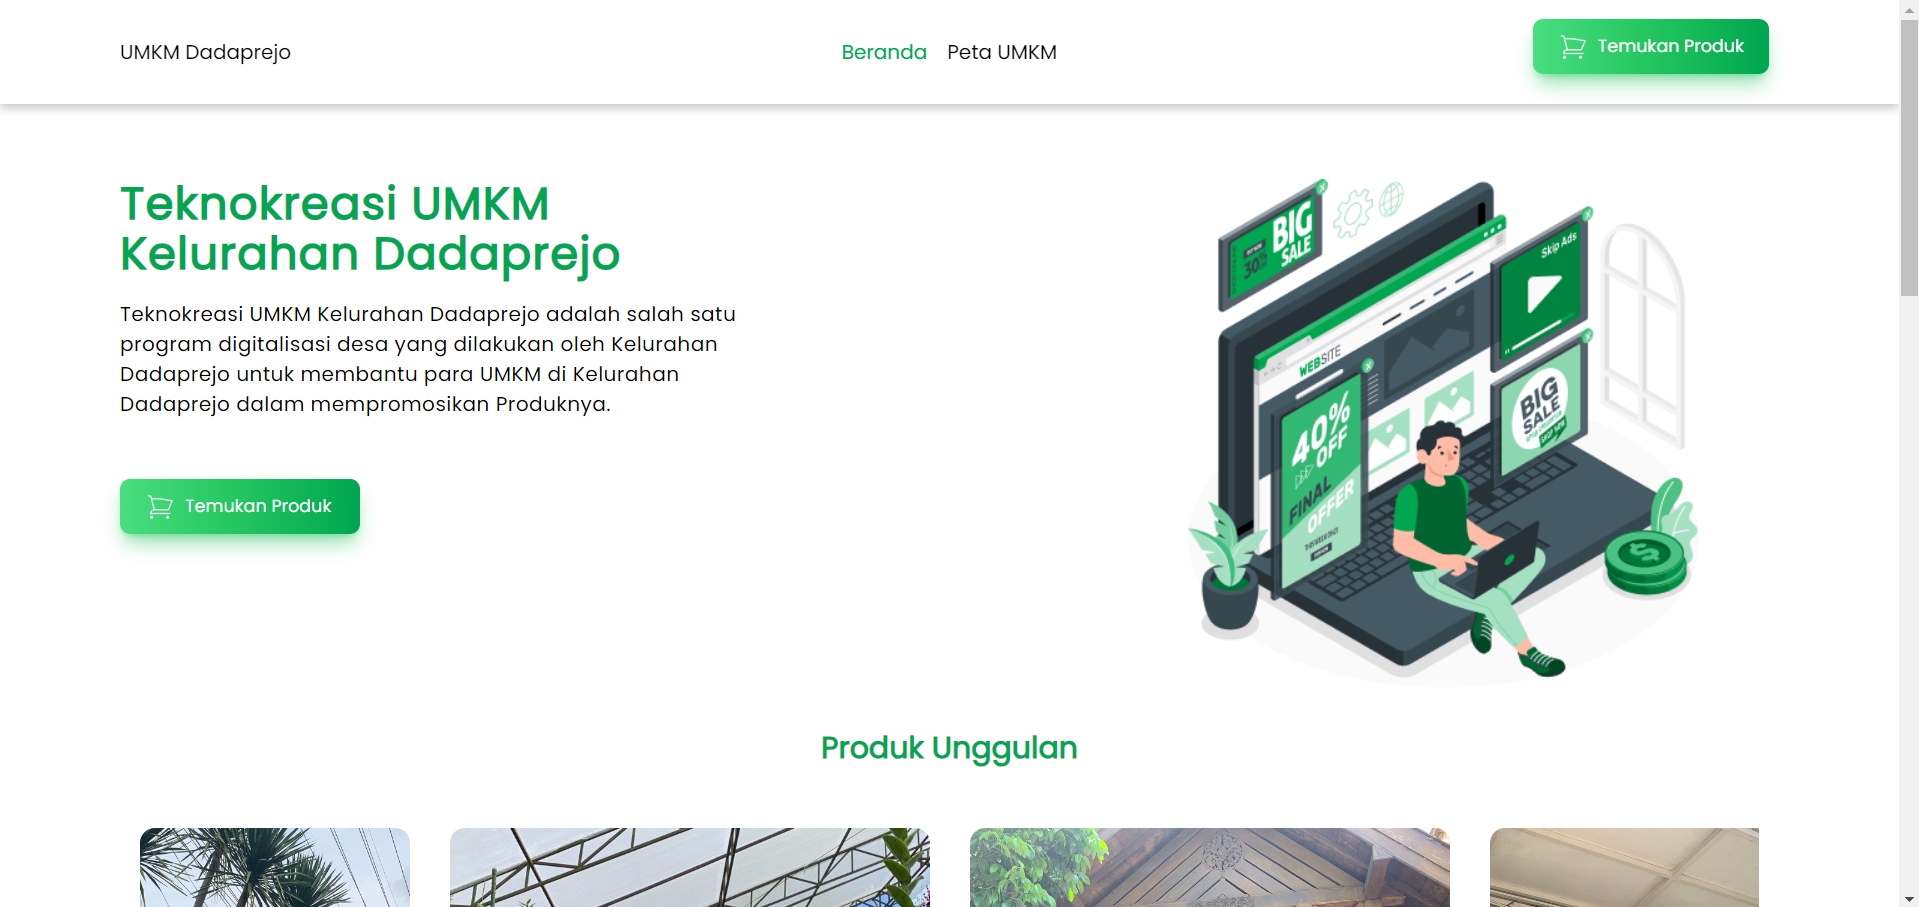 UMKM Dadaprejo
Beranda
Peta UMKM
Temukan Produk
Teknokreasi UMKM
Kelurahan Dadaprejo
Teknokreasi UMKM Kelurahan Dadaprejo adalah salah satu
program digitalisasi desa yang dilakukan oleh Kelurahan
Dadaprejo untuk membantu para UMKM di Kelurahan
Dadaprejo dalam mempromosikan Produknya.
Temukan Produk
BIG
SALE
30%
Skip Ads
WEBSITE
BIG
SALE
SHOP NOW
40%
OFF
FINAL
OFFER
Produk Unggulan